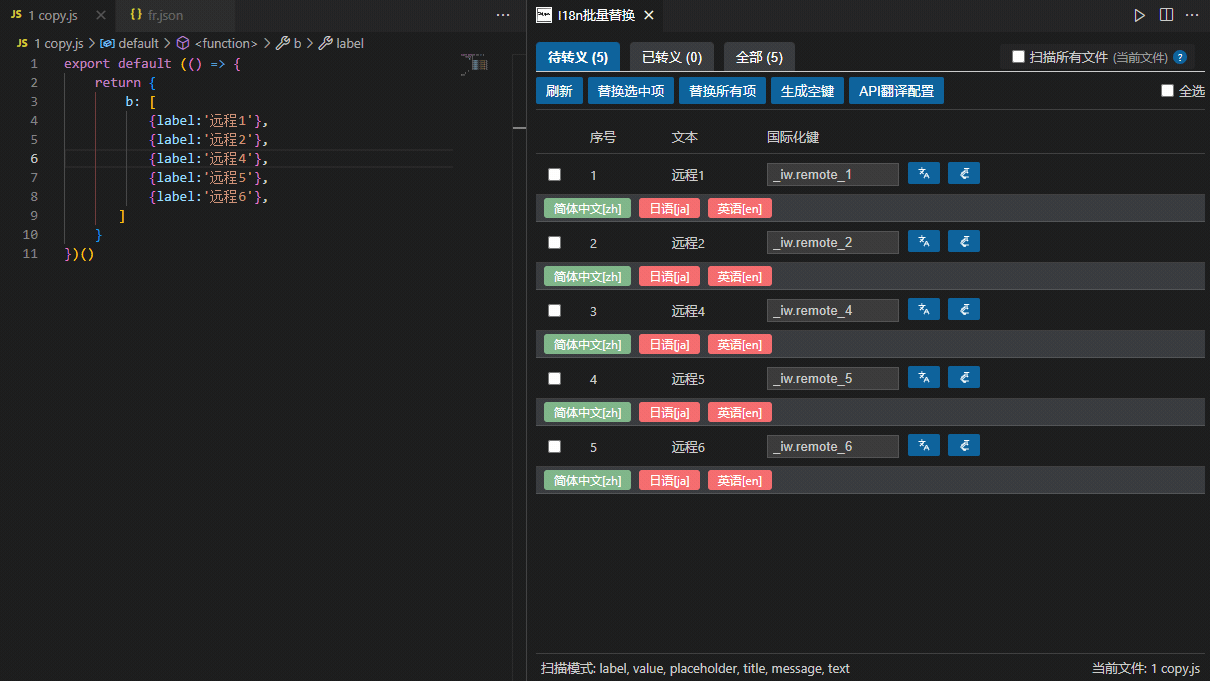 JS 1 copy.js
{} fr.json
JS 1 copy.js > default > <function> > b > label
1 export default (() => {
2 return {
3 b: [
4 {label:'远程1'},
5 {label:'远程2'},
6 {label:'远程4'},
7 {label:'远程5'},
8 {label:'远程6'},
9 ]
10 }
11 })()
I18n批量替换
待转义 (5) 已转义 (0) 全部 (5) 扫描所有文件 (当前文件) ?
刷新 替换选中项 替换所有项 生成空键 API翻译配置 全选
序号 文本 国际化键
1 远程1 _iw.remote_1
简体中文[zh] 日语[ja] 英语[en]
2 远程2 _iw.remote_2
简体中文[zh] 日语[ja] 英语[en]
3 远程4 _iw.remote_4
简体中文[zh] 日语[ja] 英语[en]
4 远程5 _iw.remote_5
简体中文[zh] 日语[ja] 英语[en]
5 远程6 _iw.remote_6
简体中文[zh] 日语[ja] 英语[en]
扫描模式: label, value, placeholder, title, message, text 当前文件: 1 copy.js